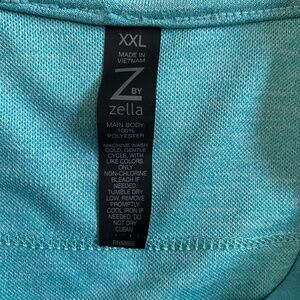 XXL
MADE IN
VIETNAM
Z BY
zella
MAIN BODY:
100%
POLYESTER
MACHINE WASH
COLD, GENTLE
CYCLE, WITH
LIKE COLORS,
ONLY
NON-CHLORINE
BLEACH IF
NEEDED.
TUMBLE DRY
LOW, REMOVE
PROMPTLY.
COOL IRON IF
NEEDED. DO
NOT DRY
CLEAN